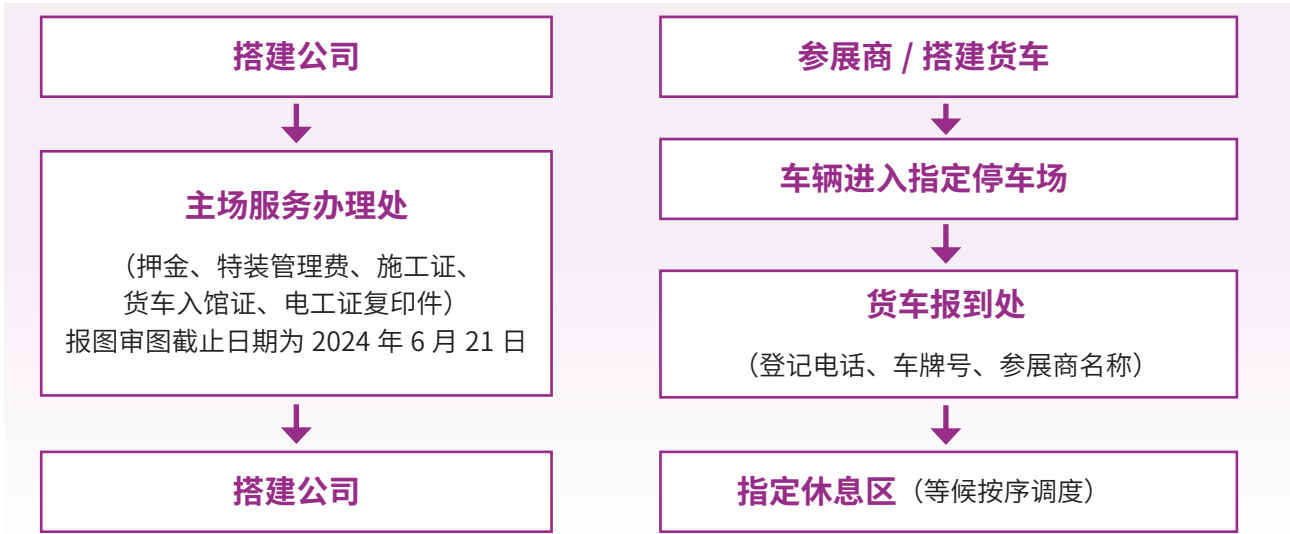 搭建公司
主场服务办理处
（押金、特装管理费、施工证、
货车入馆证、电工证复印件）
报图审图截止日期为 2024 年 6 月 21 日
搭建公司
参展商 / 搭建货车
车辆进入指定停车场
货车报到处
（登记电话、车牌号、参展商名称）
指定休息区（等候按序调度）